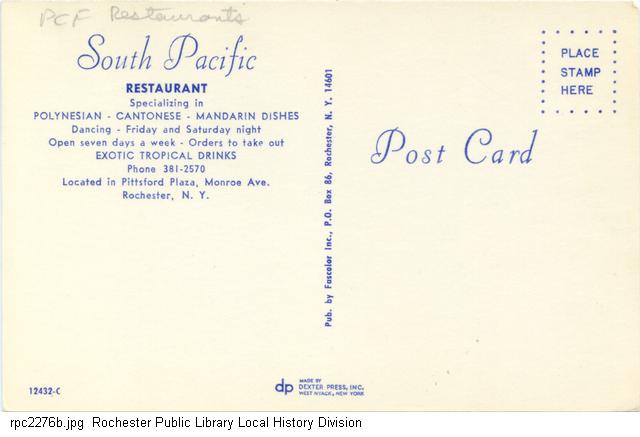 PCF Restaurants
South Pacific
RESTAURANT
Specializing in
POLYNESIAN - CANTONESE - MANDARIN DISHES
Dancing - Friday and Saturday night
Open seven days a week - Orders to take out
EXOTIC TROPICAL DRINKS
Phone 381-2570
Located in Pittsford Plaza, Monroe Ave.
Rochester, N. Y.
12432-C
Pub. by Fascolor Inc., P.O. Box 86, Rochester, N. Y. 14601
dp
MADE BY
DEXTER PRESS, INC.
WEST NYACK, NEW YORK
PLACE
STAMP
HERE
Post Card
rpc2276b.jpg Rochester Public Library Local History Division